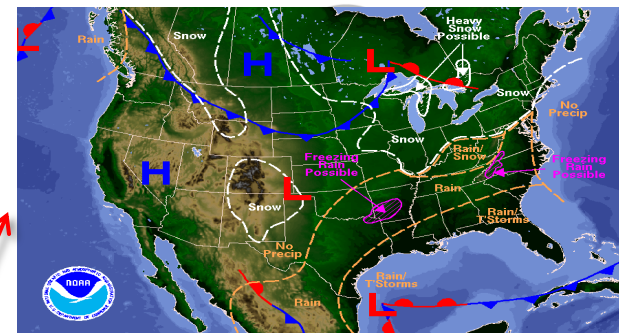 Heavy
Snow
Possible
Rain
Snow
H
L
L
Snow
No
Precip
Snow
Rain/
Snow
Freezing
Rain
Possible
Freezing
Rain
Possible
H
L
Rain
Snow
Rain/
T'Storms
No
Precip
Rain/
T'Storms
Rain
L
NOAA